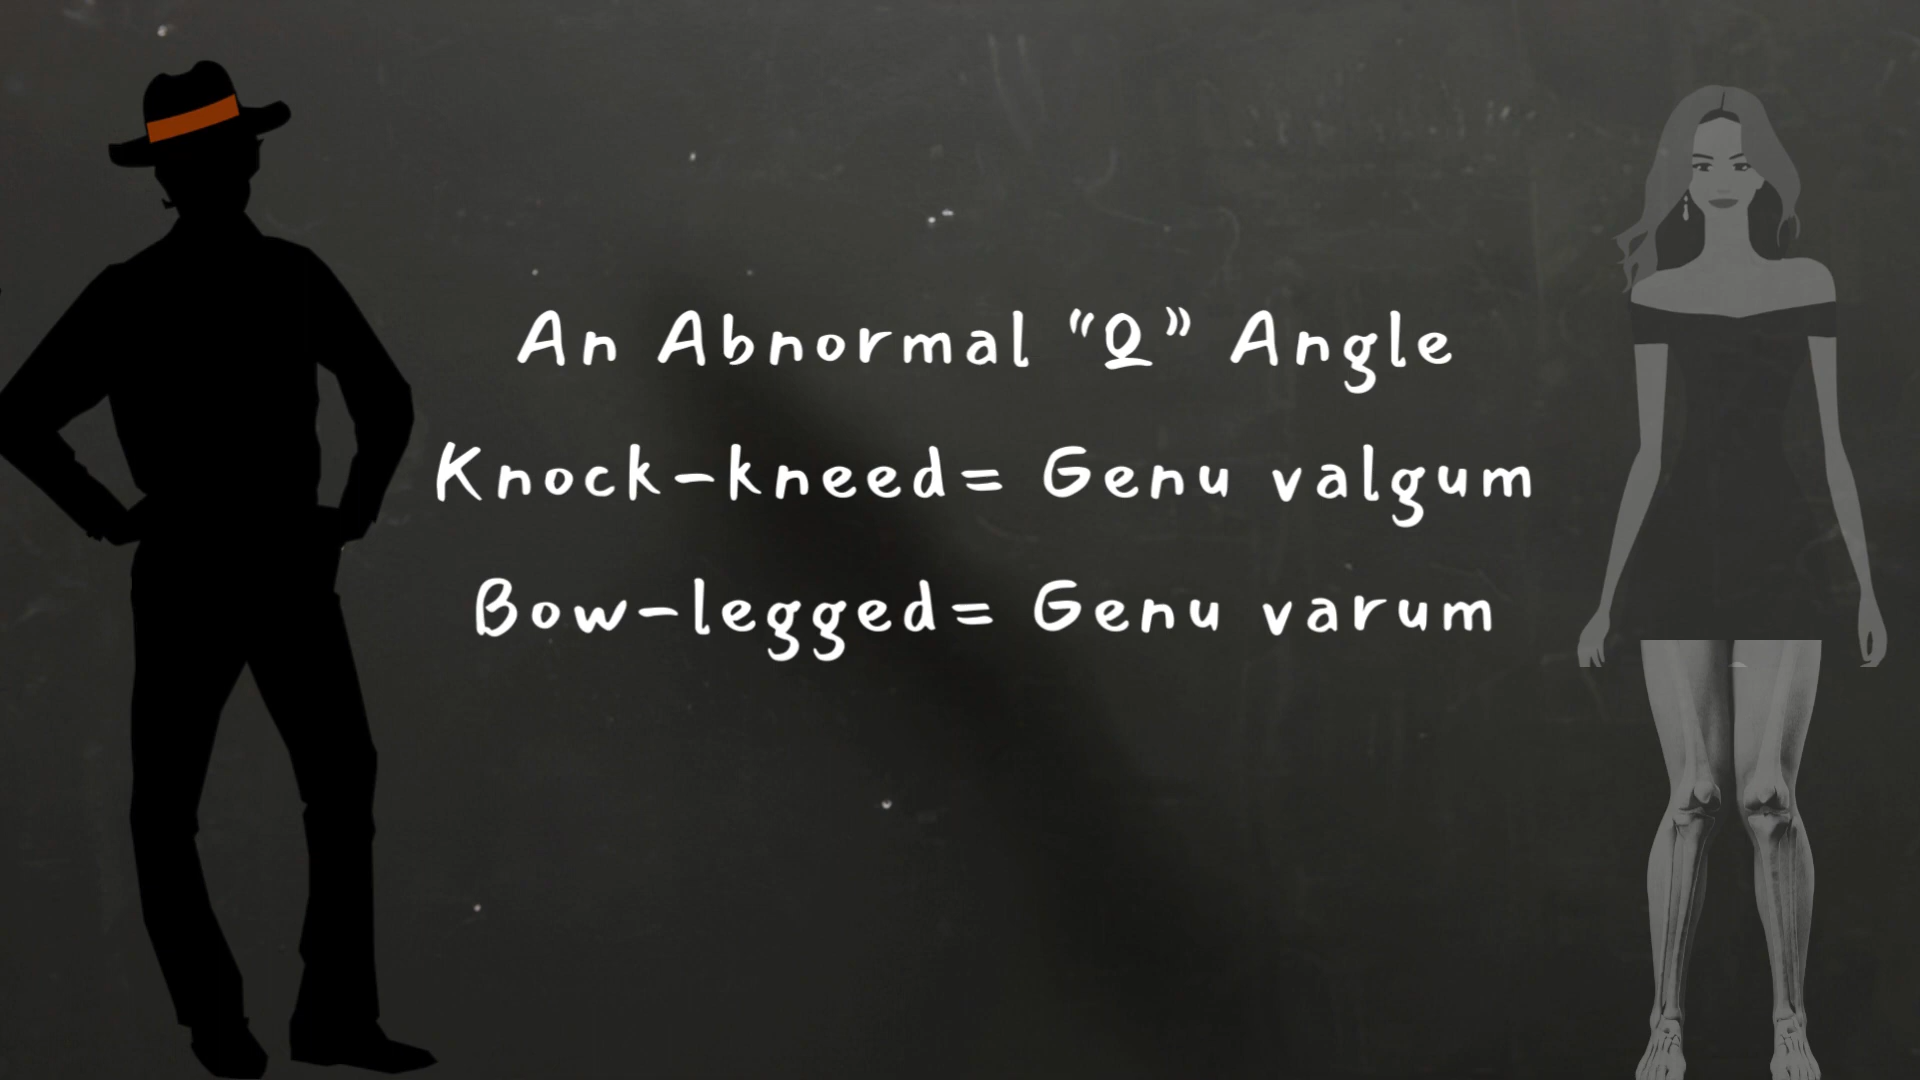 An Abnormal “Q” Angle
Knock-kneed= Genu valgum
Bow-legged= Genu varum